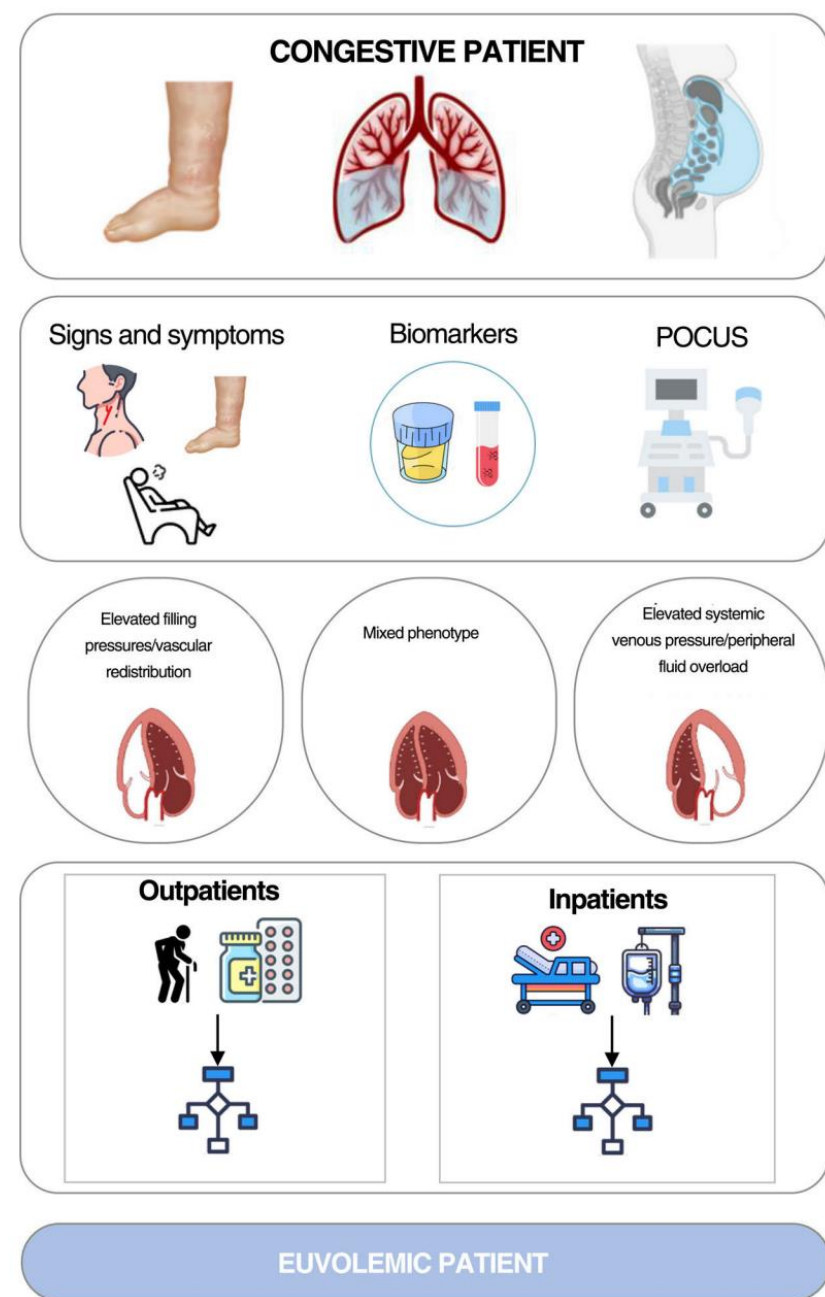 CONGESTIVE PATIENT
Signs and symptoms
Biomarkers
POCUS
Elevated filling
pressures/vascular
redistribution
Mixed phenotype
Elevated systemic
venous pressure/peripheral
fluid overload
Outpatients
Inpatients
EUVOLEMIC PATIENT